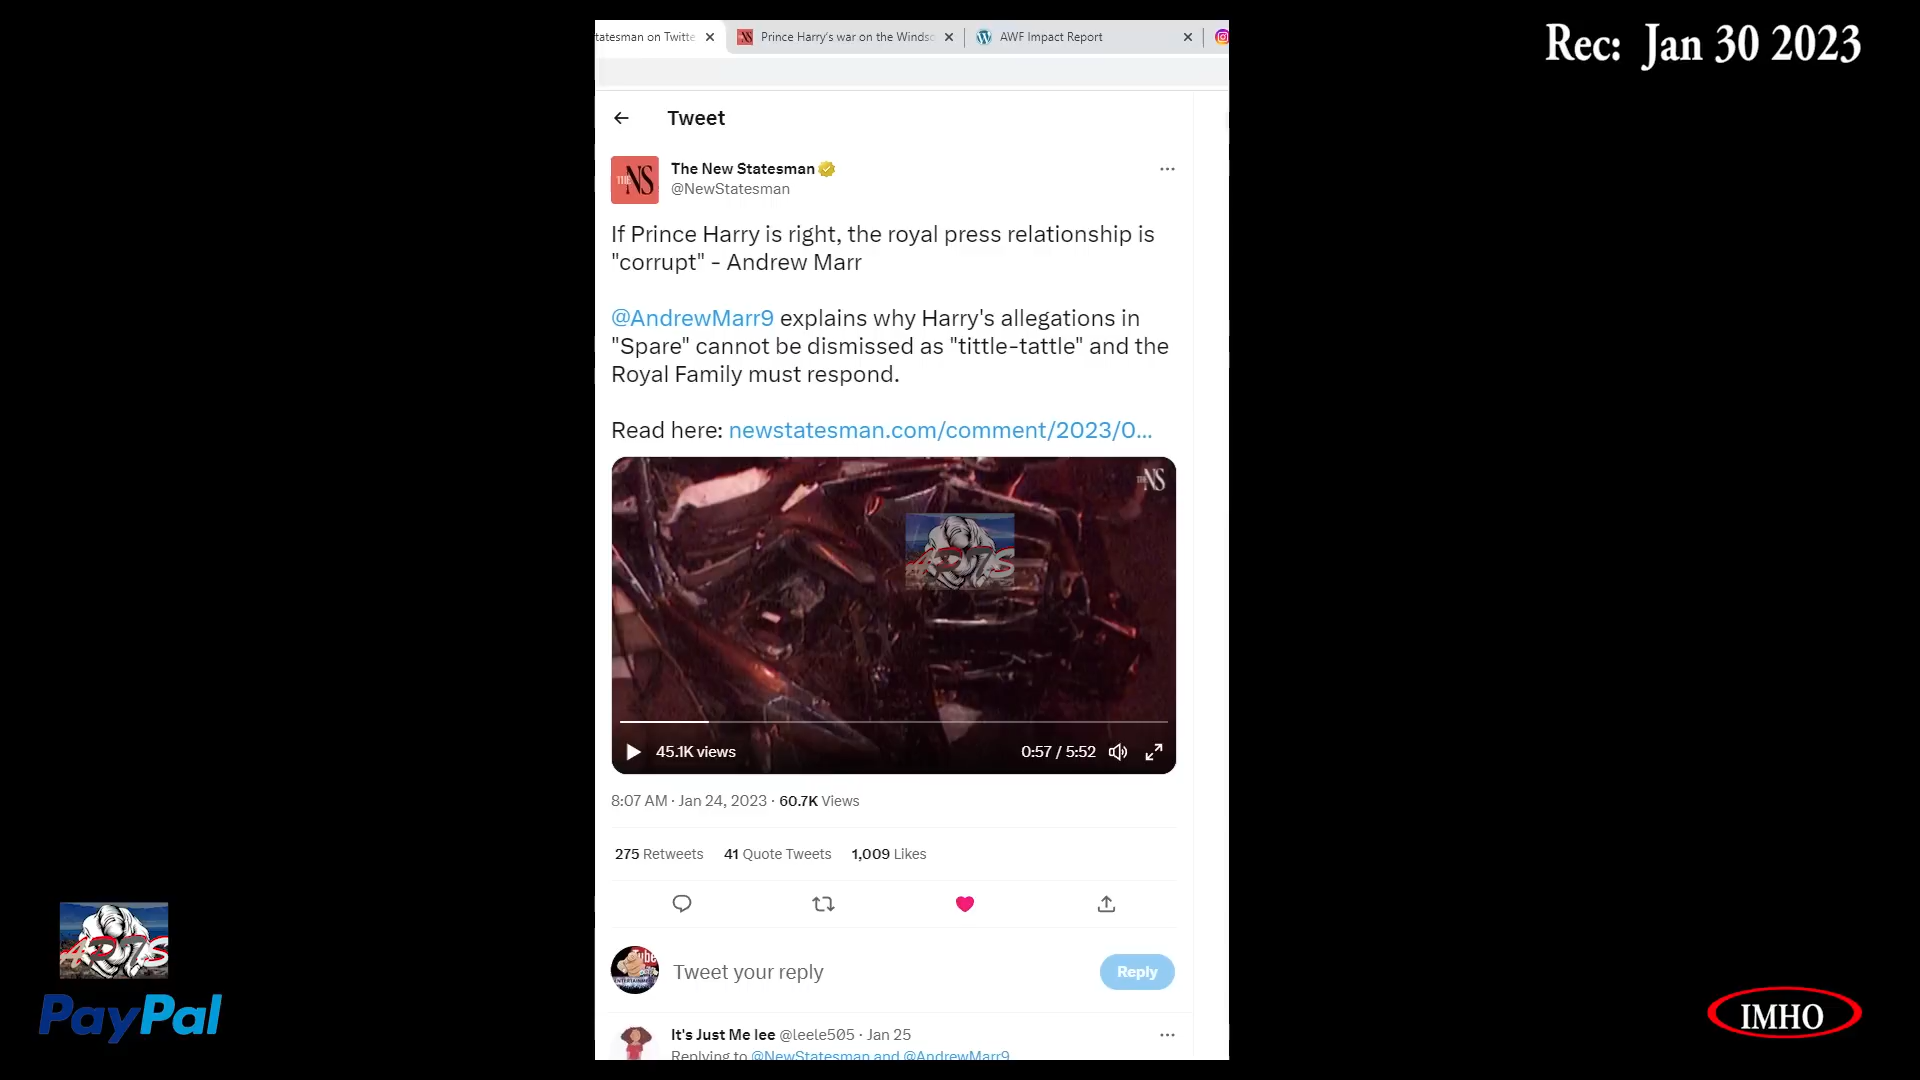 Rec: Jan 30 2023
tatesman on Twitte
Prince Harry's war on the Windso
AWF Impact Report
Tweet
THE NS
The New Statesman
@NewStatesman
If Prince Harry is right, the royal press relationship is
"corrupt" - Andrew Marr
@AndrewMarr9 explains why Harry's allegations in
"Spare" cannot be dismissed as "tittle-tattle" and the
Royal Family must respond.
Read here: newstatesman.com/comment/2023/0...
THE NS
45.1K views
0:57 / 5:52
8:07 AM · Jan 24, 2023 · 60.7K Views
275 Retweets 41 Quote Tweets 1,009 Likes
Tweet your reply
Reply
It's Just Me lee @leele505 · Jan 25
Replying to @NewStatesman and @AndrewMarr9
PayPal
IMHO